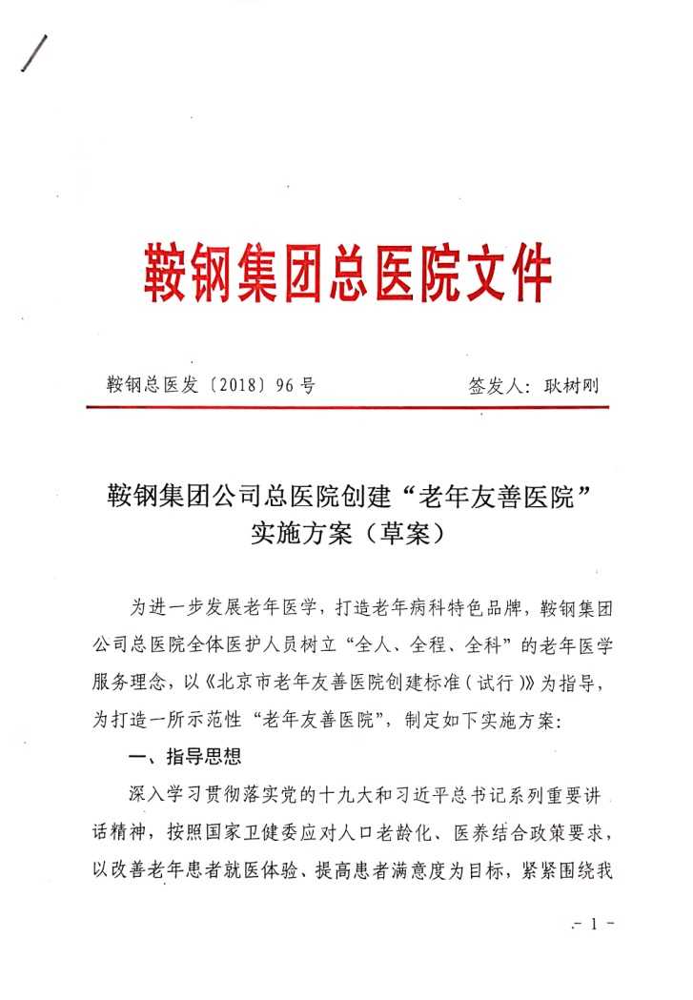 鞍钢集团总医院文件
鞍钢总医发〔2018〕96号 签发人：耿树刚
鞍钢集团公司总医院创建“老年友善医院”
实施方案（草案）
为进一步发展老年医学，打造老年病科特色品牌，鞍钢集团
公司总医院全体医护人员树立“全人、全程、全科”的老年医学
服务理念，以《北京市老年友善医院创建标准（试行）》为指导，
为打造一所示范性“老年友善医院”，制定如下实施方案：
一、指导思想
深入学习贯彻落实党的十九大和习近平总书记系列重要讲
话精神，按照国家卫健委应对人口老龄化、医养结合政策要求，
以改善老年患者就医体验、提高患者满意度为目标，紧紧围绕我
- 1 -